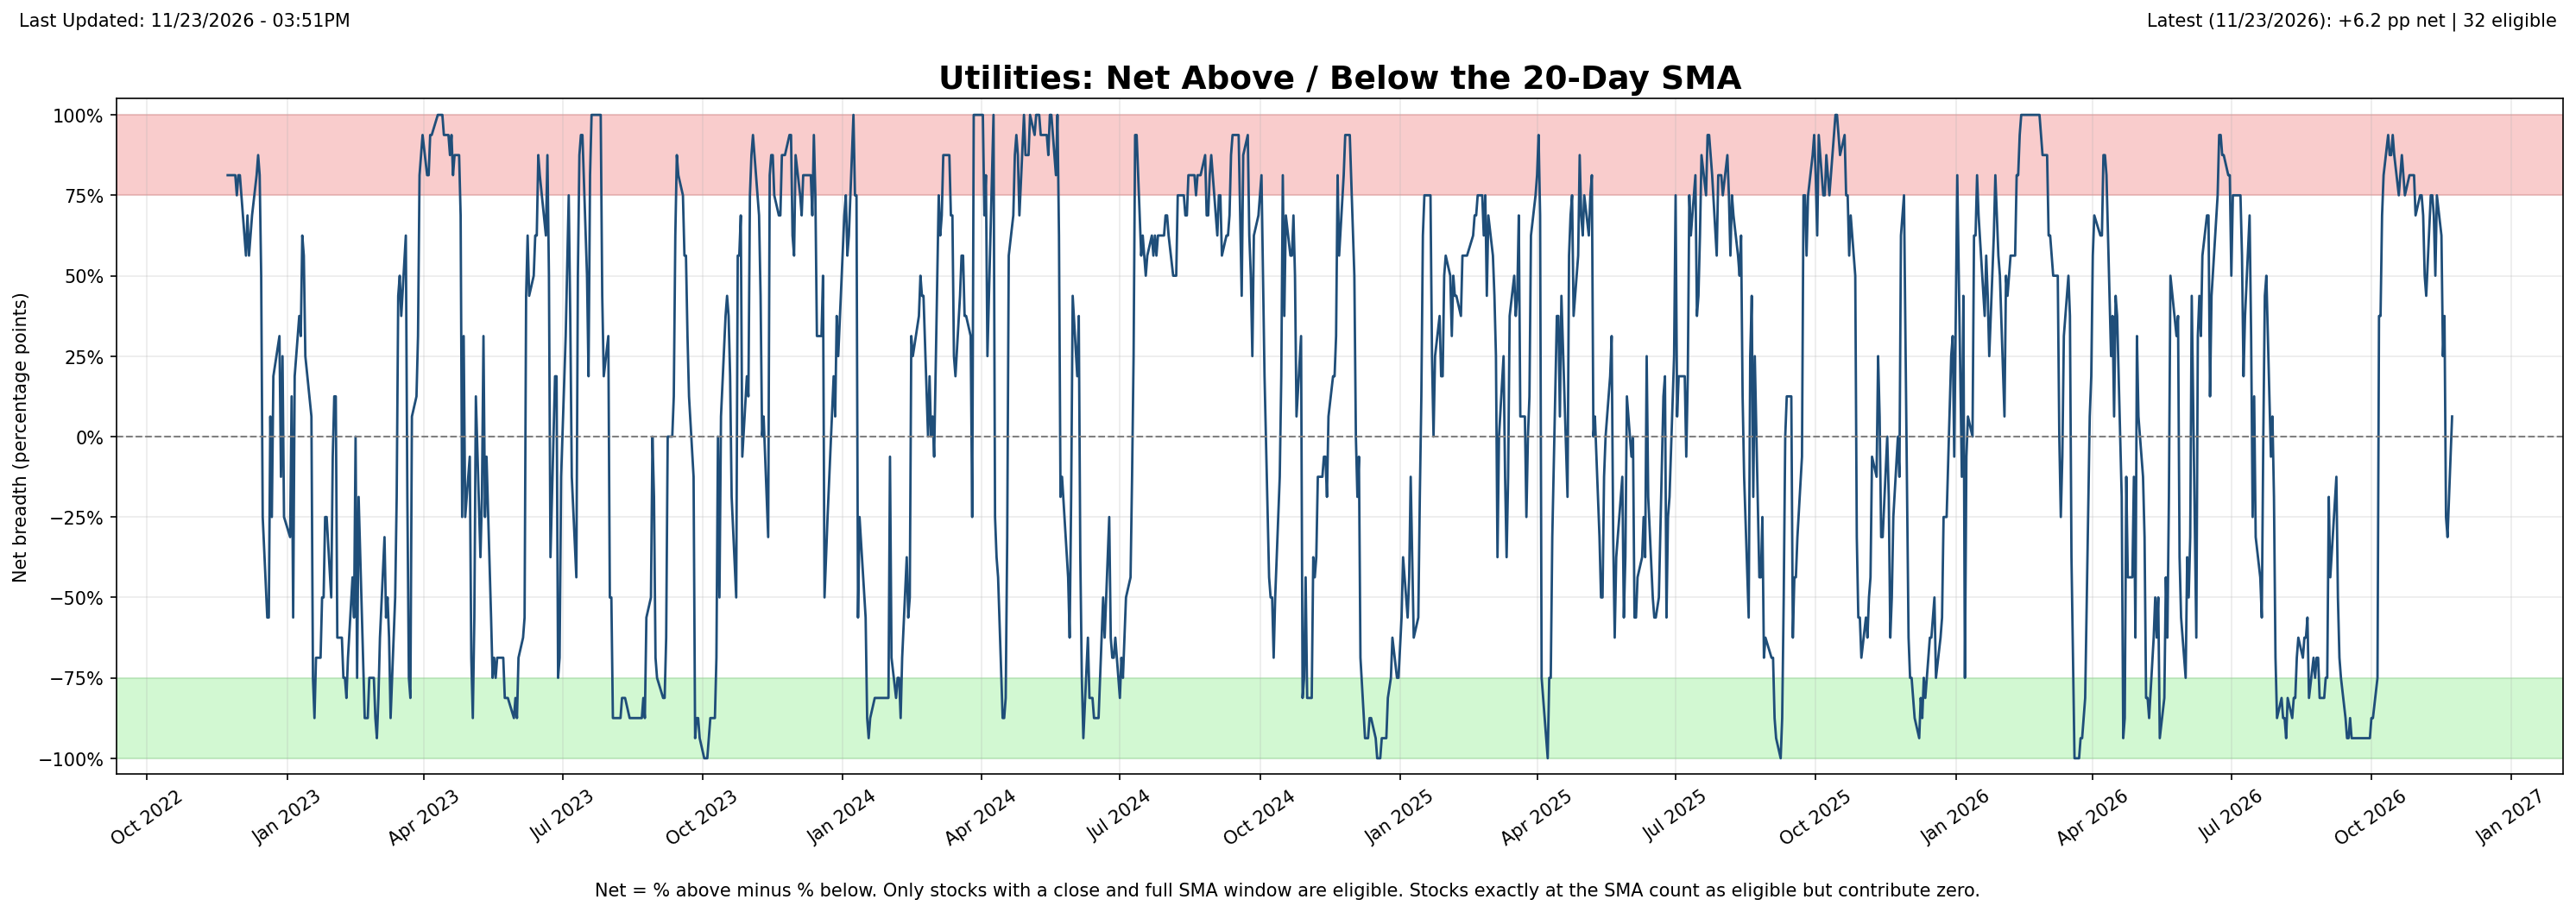 Last Updated: 11/23/2026 - 03:51PM
Latest (11/23/2026): +6.2 pp net | 32 eligible
Utilities: Net Above / Below the 20-Day SMA
Net breadth (percentage points)
100%
75%
50%
25%
0%
−25%
−50%
−75%
−100%
Oct 2022
Jan 2023
Apr 2023
Jul 2023
Oct 2023
Jan 2024
Apr 2024
Jul 2024
Oct 2024
Jan 2025
Apr 2025
Jul 2025
Oct 2025
Jan 2026
Apr 2026
Jul 2026
Oct 2026
Jan 2027
Net = % above minus % below. Only stocks with a close and full SMA window are eligible. Stocks exactly at the SMA count as eligible but contribute zero.